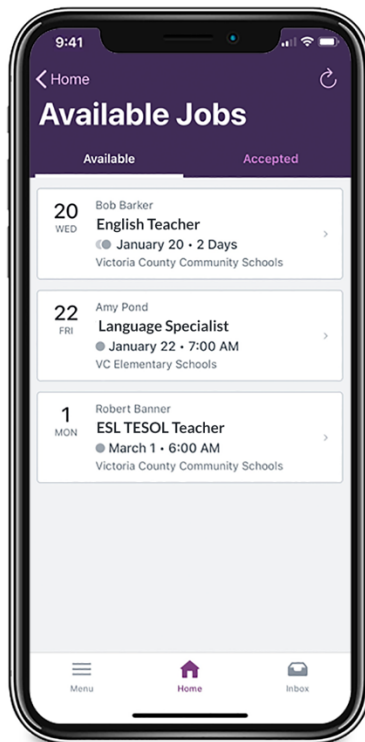 9:41
Home
Available Jobs
Available Accepted
20
WED
Bob Barker
English Teacher
January 20 • 2 Days
Victoria County Community Schools
22
FRI
Amy Pond
Language Specialist
January 22 • 7:00 AM
VC Elementary Schools
1
MON
Robert Banner
ESL TESOL Teacher
March 1 • 6:00 AM
Victoria County Community Schools
Menu Home Inbox